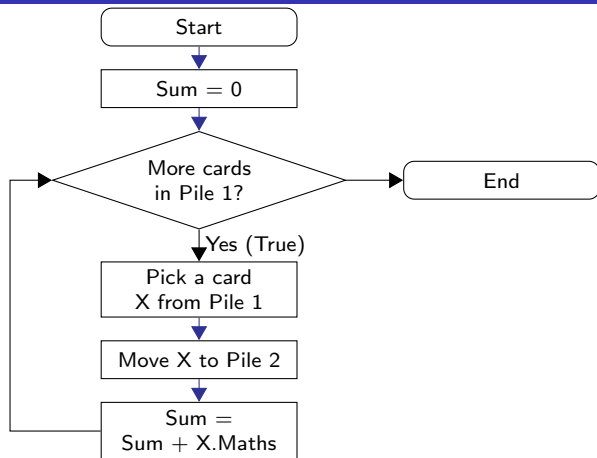 Start
Sum = 0
More cards
in Pile 1?
End
Yes (True)
Pick a card
X from Pile 1
Move X to Pile 2
Sum =
Sum + X.Maths